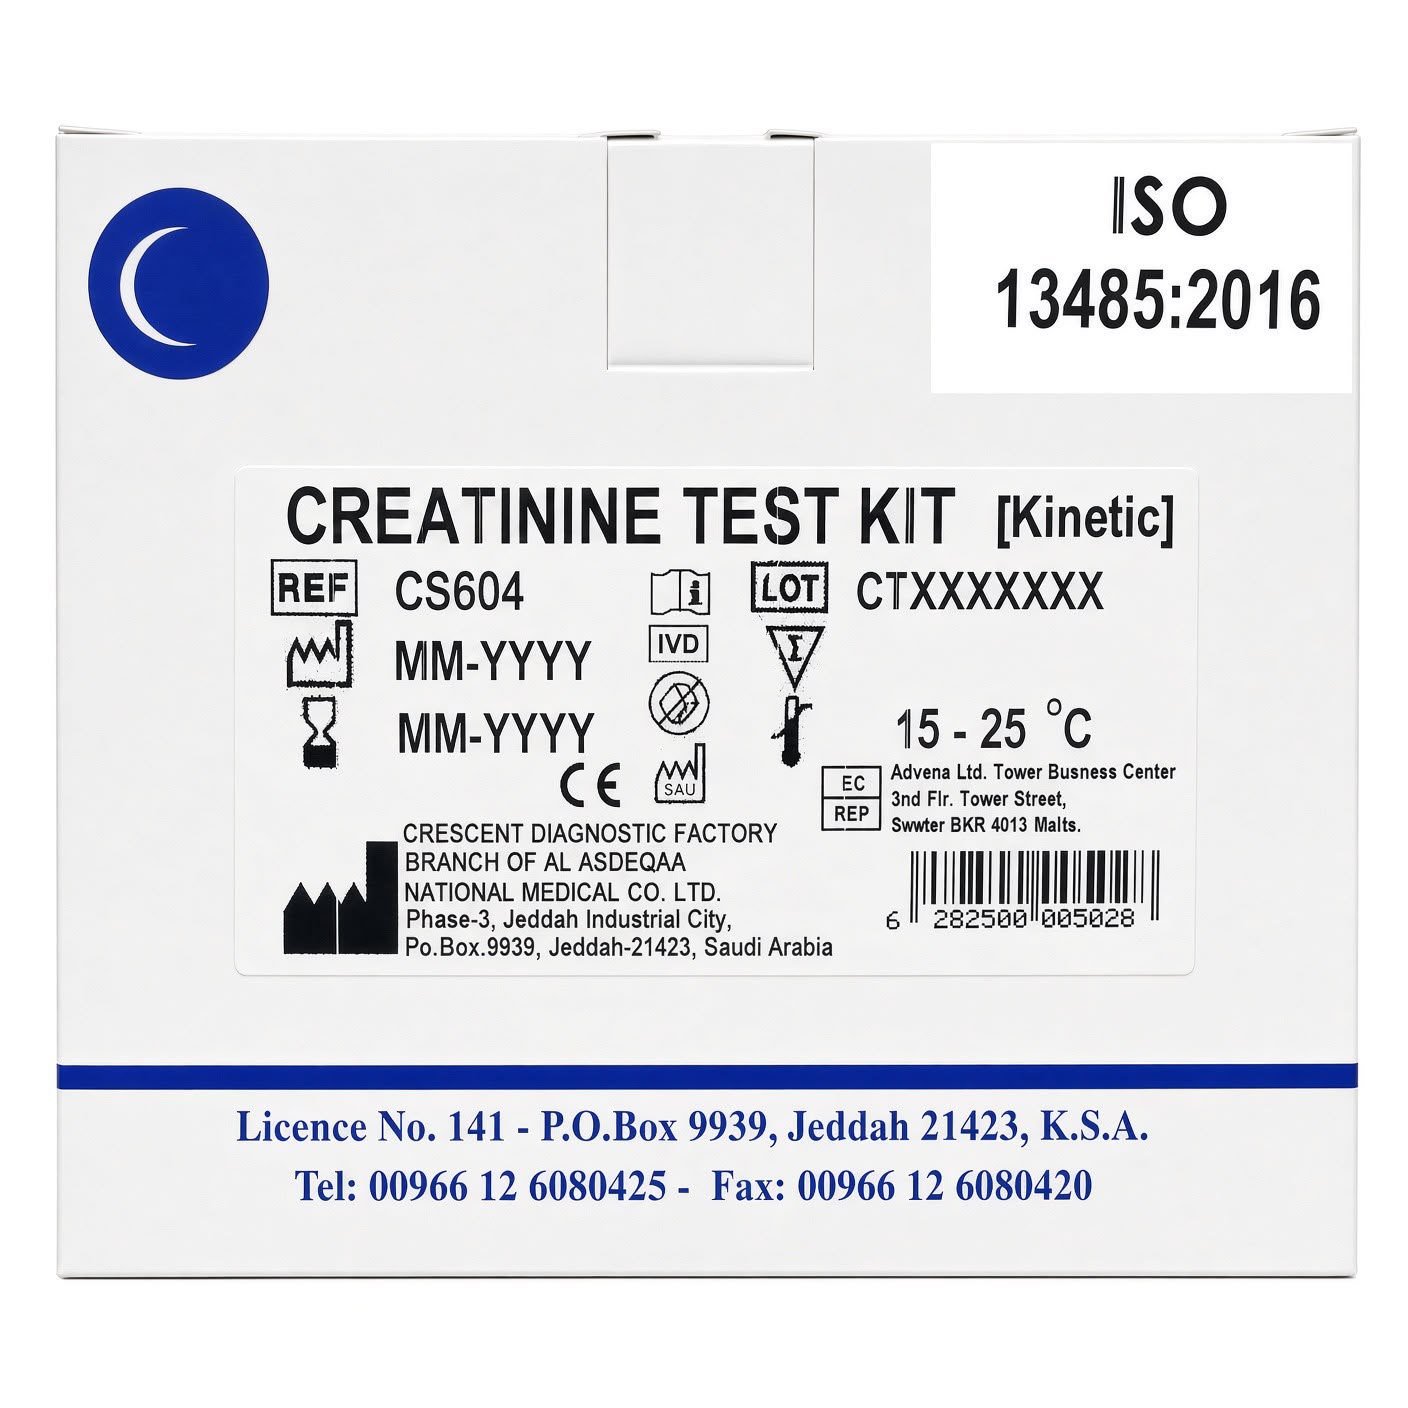 ISO
13485:2016
CREATININE TEST KIT [Kinetic]
REF CS604
LOT CTXXXXXXX
MM-YYYY
IVD
Σ
MM-YYYY
15 - 25 °C
CE
SAU
EC REP
Advena Ltd. Tower Busness Center
3nd Flr. Tower Street,
Swwter BKR 4013 Malts.
CRESCENT DIAGNOSTIC FACTORY
BRANCH OF AL ASDEQAA
NATIONAL MEDICAL CO. LTD.
Phase-3, Jeddah Industrial City,
Po.Box.9939, Jeddah-21423, Saudi Arabia
6 282500 005028
Licence No. 141 - P.O.Box 9939, Jeddah 21423, K.S.A.
Tel: 00966 12 6080425 - Fax: 00966 12 6080420